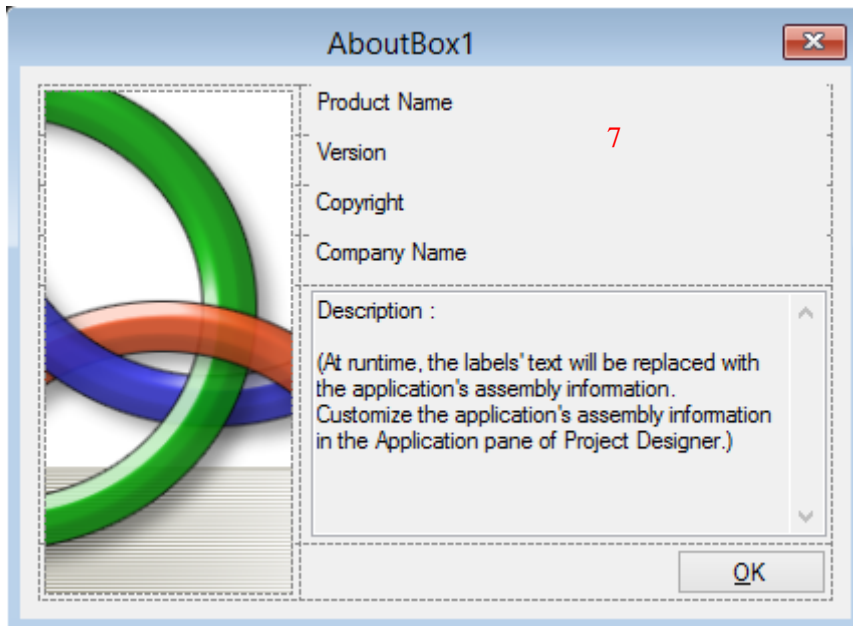 AboutBox1
Product Name
7
Version
Copyright
Company Name
Description :
(At runtime, the labels' text will be replaced with
the application's assembly information.
Customize the application's assembly information
in the Application pane of Project Designer.)
OK